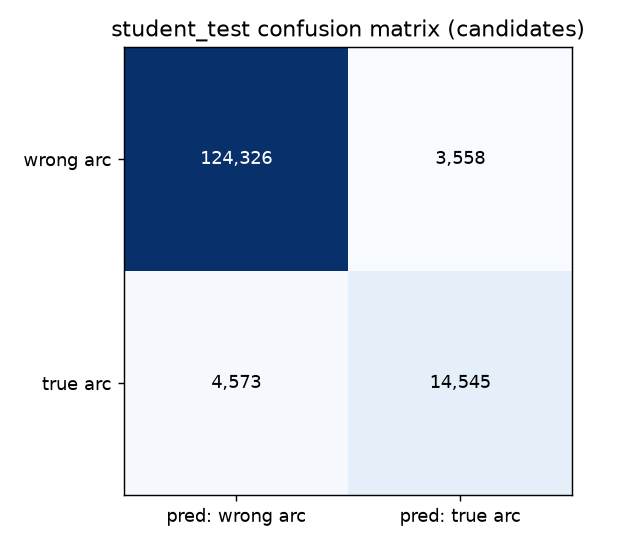 student_test confusion matrix (candidates)
wrong arc
124,326
3,558
true arc
4,573
14,545
pred: wrong arc
pred: true arc